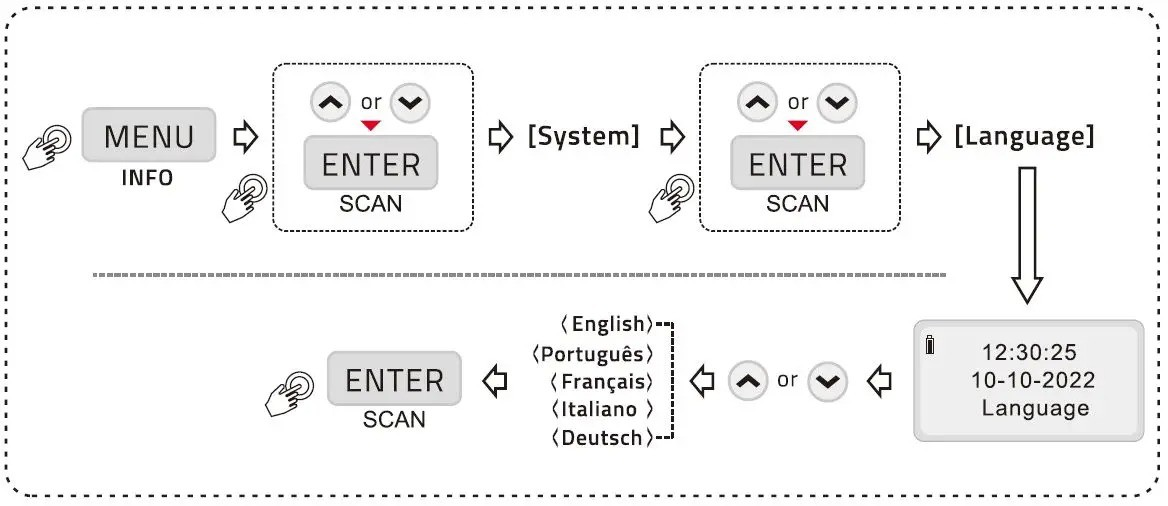 MENU
INFO
or
ENTER
SCAN
[System]
or
ENTER
SCAN
[Language]
12:30:25
10-10-2022
Language
or
〈English〉
〈Português〉
〈Français〉
〈Italiano 〉
〈Deutsch〉
ENTER
SCAN